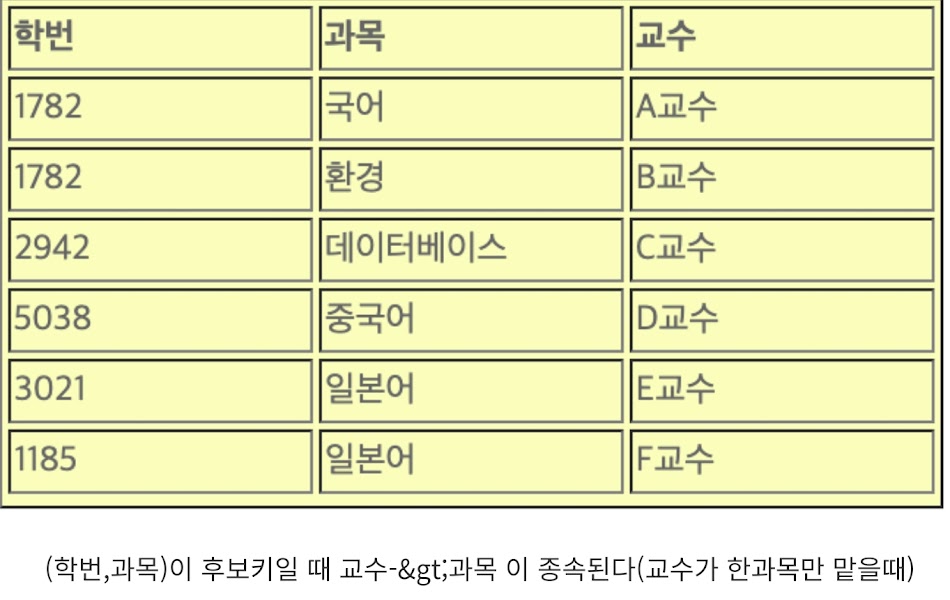 학번 과목 교수
1782 국어 A교수
1782 환경 B교수
2942 데이터베이스 C교수
5038 중국어 D교수
3021 일본어 E교수
1185 일본어 F교수
(학번,과목)이 후보키일 때 교수-&gt;과목 이 종속된다(교수가 한과목만 맡을때)